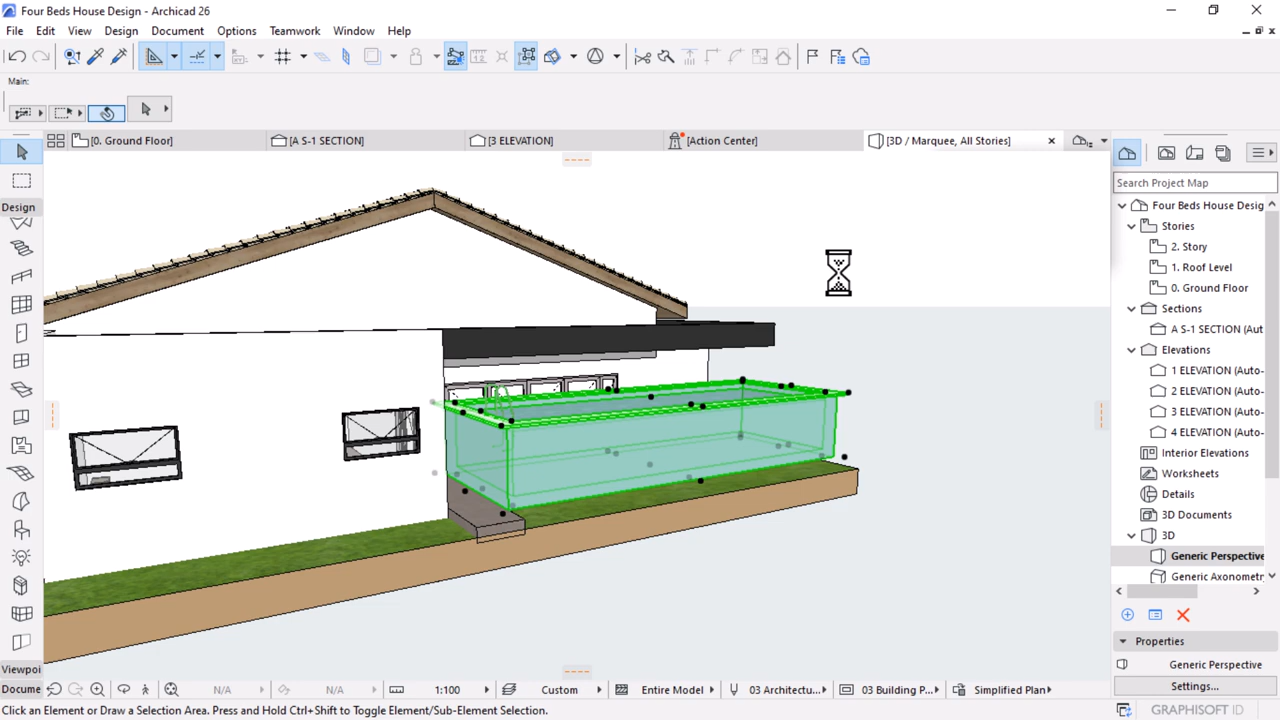 Four Beds House Design - Archicad 26
File Edit View Design Document Options Teamwork Window Help
Main:
[0. Ground Floor] [A S-1 SECTION] [3 ELEVATION] [Action Center] [3D / Marquee, All Stories]
Design
Viewpoi
Docume
Search Project Map
Four Beds House Desig
Stories
2. Story
1. Roof Level
0. Ground Floor
Sections
A S-1 SECTION (Aut
Elevations
1 ELEVATION (Auto-
2 ELEVATION (Auto-
3 ELEVATION (Auto-
4 ELEVATION (Auto-
Interior Elevations
Worksheets
Details
3D Documents
3D
Generic Perspective
Generic Axonometr
Properties
Generic Perspective
Settings...
N/A N/A 1:100 Custom Entire Model 03 Architectu... 03 Building P... Simplified Plan
Click an Element or Draw a Selection Area. Press and Hold Ctrl+Shift to Toggle Element/Sub-Element Selection.
GRAPHISOFT ID